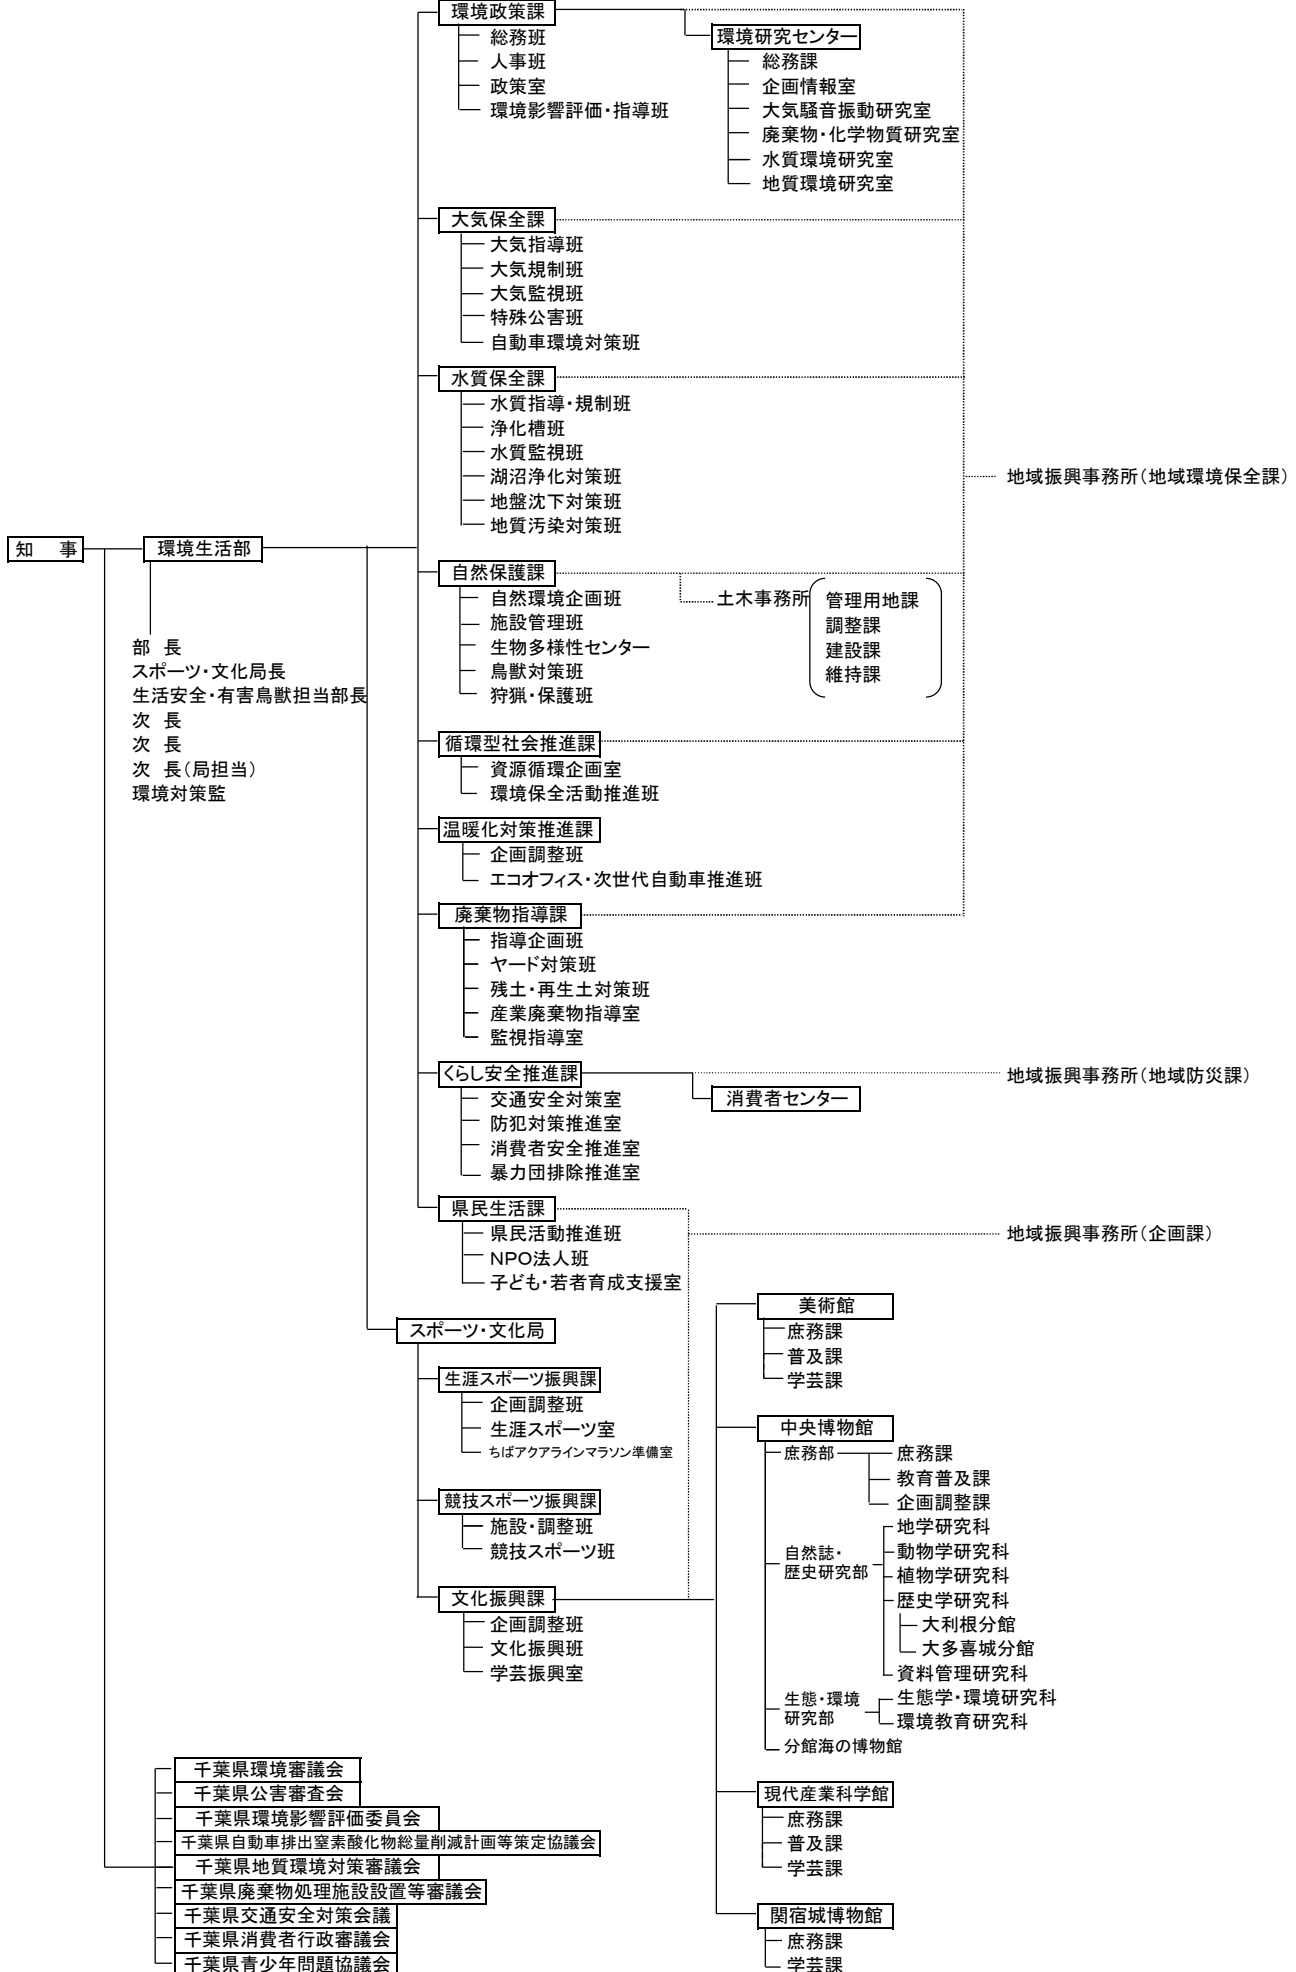 環境政策課
総務班
人事班
政策室
環境影響評価・指導班
環境研究センター
総務課
企画情報室
大気騒音振動研究室
廃棄物・化学物質研究室
水質環境研究室
地質環境研究室
大気保全課
大気指導班
大気規制班
大気監視班
特殊公害班
自動車環境対策班
水質保全課
水質指導・規制班
浄化槽班
水質監視班
湖沼浄化対策班
地盤沈下対策班
地質汚染対策班
地域振興事務所(地域環境保全課)
知 事
環境生活部
部 長
スポーツ・文化局長
生活安全・有害鳥獣担当部長
次 長
次 長
次 長(局担当)
環境対策監
自然保護課
自然環境企画班
施設管理班
生物多様性センター
鳥獣対策班
狩猟・保護班
土木事務所
管理用地課
調整課
建設課
維持課
循環型社会推進課
資源循環企画室
環境保全活動推進班
温暖化対策推進課
企画調整班
エコオフィス・次世代自動車推進班
廃棄物指導課
指導企画班
ヤード対策班
残土・再生土対策班
産業廃棄物指導室
監視指導室
くらし安全推進課
交通安全対策室
防犯対策推進室
消費者安全推進室
暴力団排除推進室
消費者センター
地域振興事務所(地域防災課)
県民生活課
県民活動推進班
NPO法人班
子ども・若者育成支援室
地域振興事務所(企画課)
スポーツ・文化局
生涯スポーツ振興課
企画調整班
生涯スポーツ室
ちばアクアラインマラソン準備室
競技スポーツ振興課
施設・調整班
競技スポーツ班
文化振興課
企画調整班
文化振興班
学芸振興室
美術館
庶務課
普及課
学芸課
中央博物館
庶務部
庶務課
教育普及課
企画調整課
自然誌・
歴史研究部
地学研究科
動物学研究科
植物学研究科
歴史学研究科
大利根分館
大多喜城分館
資料管理研究科
生態・環境
研究部
生態学・環境研究科
環境教育研究科
分館海の博物館
現代産業科学館
庶務課
普及課
学芸課
関宿城博物館
庶務課
学芸課
千葉県環境審議会
千葉県公害審査会
千葉県環境影響評価委員会
千葉県自動車排出窒素酸化物総量削減計画等策定協議会
千葉県地質環境対策審議会
千葉県廃棄物処理施設設置等審議会
千葉県交通安全対策会議
千葉県消費者行政審議会
千葉県青少年問題協議会